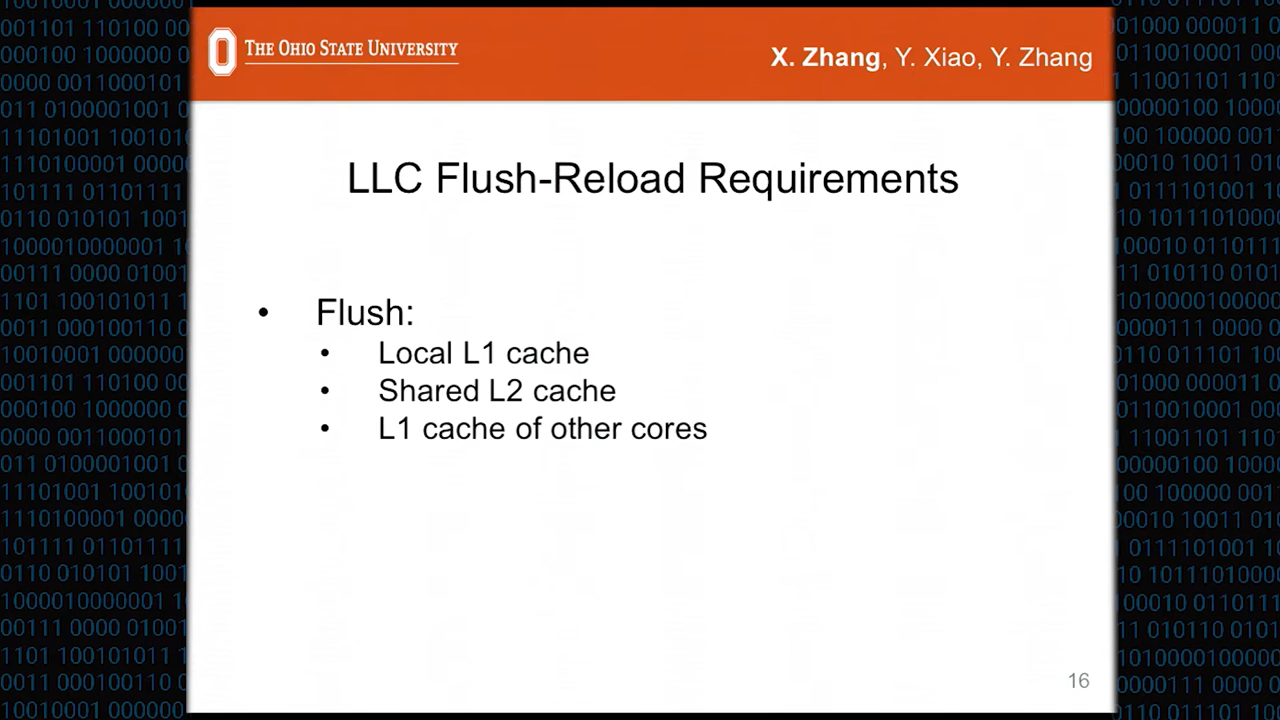 THE OHIO STATE UNIVERSITY
X. Zhang, Y. Xiao, Y. Zhang
LLC Flush-Reload Requirements
• Flush:
• Local L1 cache
• Shared L2 cache
• L1 cache of other cores
16